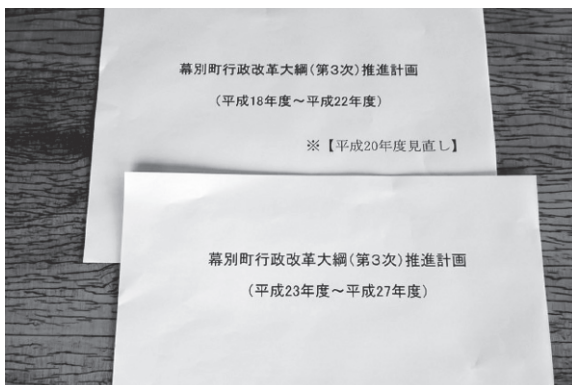 幕別町行政改革大綱(第3次)推進計画
(平成18年度～平成22年度)
※【平成20年度見直し】
幕別町行政改革大綱(第3次)推進計画
(平成23年度～平成27年度)